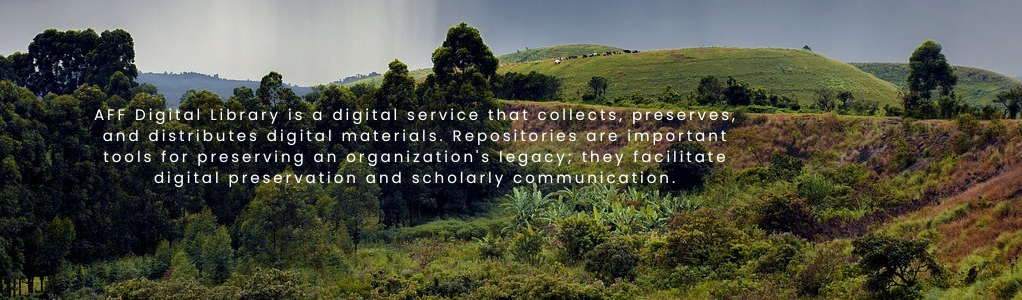 AFF Digital Library is a digital service that collects, preserves,
and distributes digital materials. Repositories are important
tools for preserving an organization's legacy; they facilitate
digital preservation and scholarly communication.